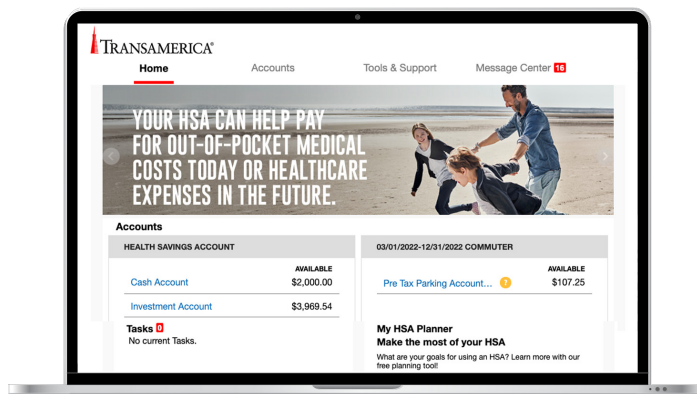 TRANSAMERICA®
Home Accounts Tools & Support Message Center 16
YOUR HSA CAN HELP PAY
FOR OUT-OF-POCKET MEDICAL
COSTS TODAY OR HEALTHCARE
EXPENSES IN THE FUTURE.
Accounts
HEALTH SAVINGS ACCOUNT
AVAILABLE
Cash Account $2,000.00
Investment Account $3,969.54
03/01/2022-12/31/2022 COMMUTER
AVAILABLE
Pre Tax Parking Account... 7 $107.25
Tasks 0
No current Tasks.
My HSA Planner
Make the most of your HSA
What are your goals for using an HSA? Learn more with our
free planning tool!